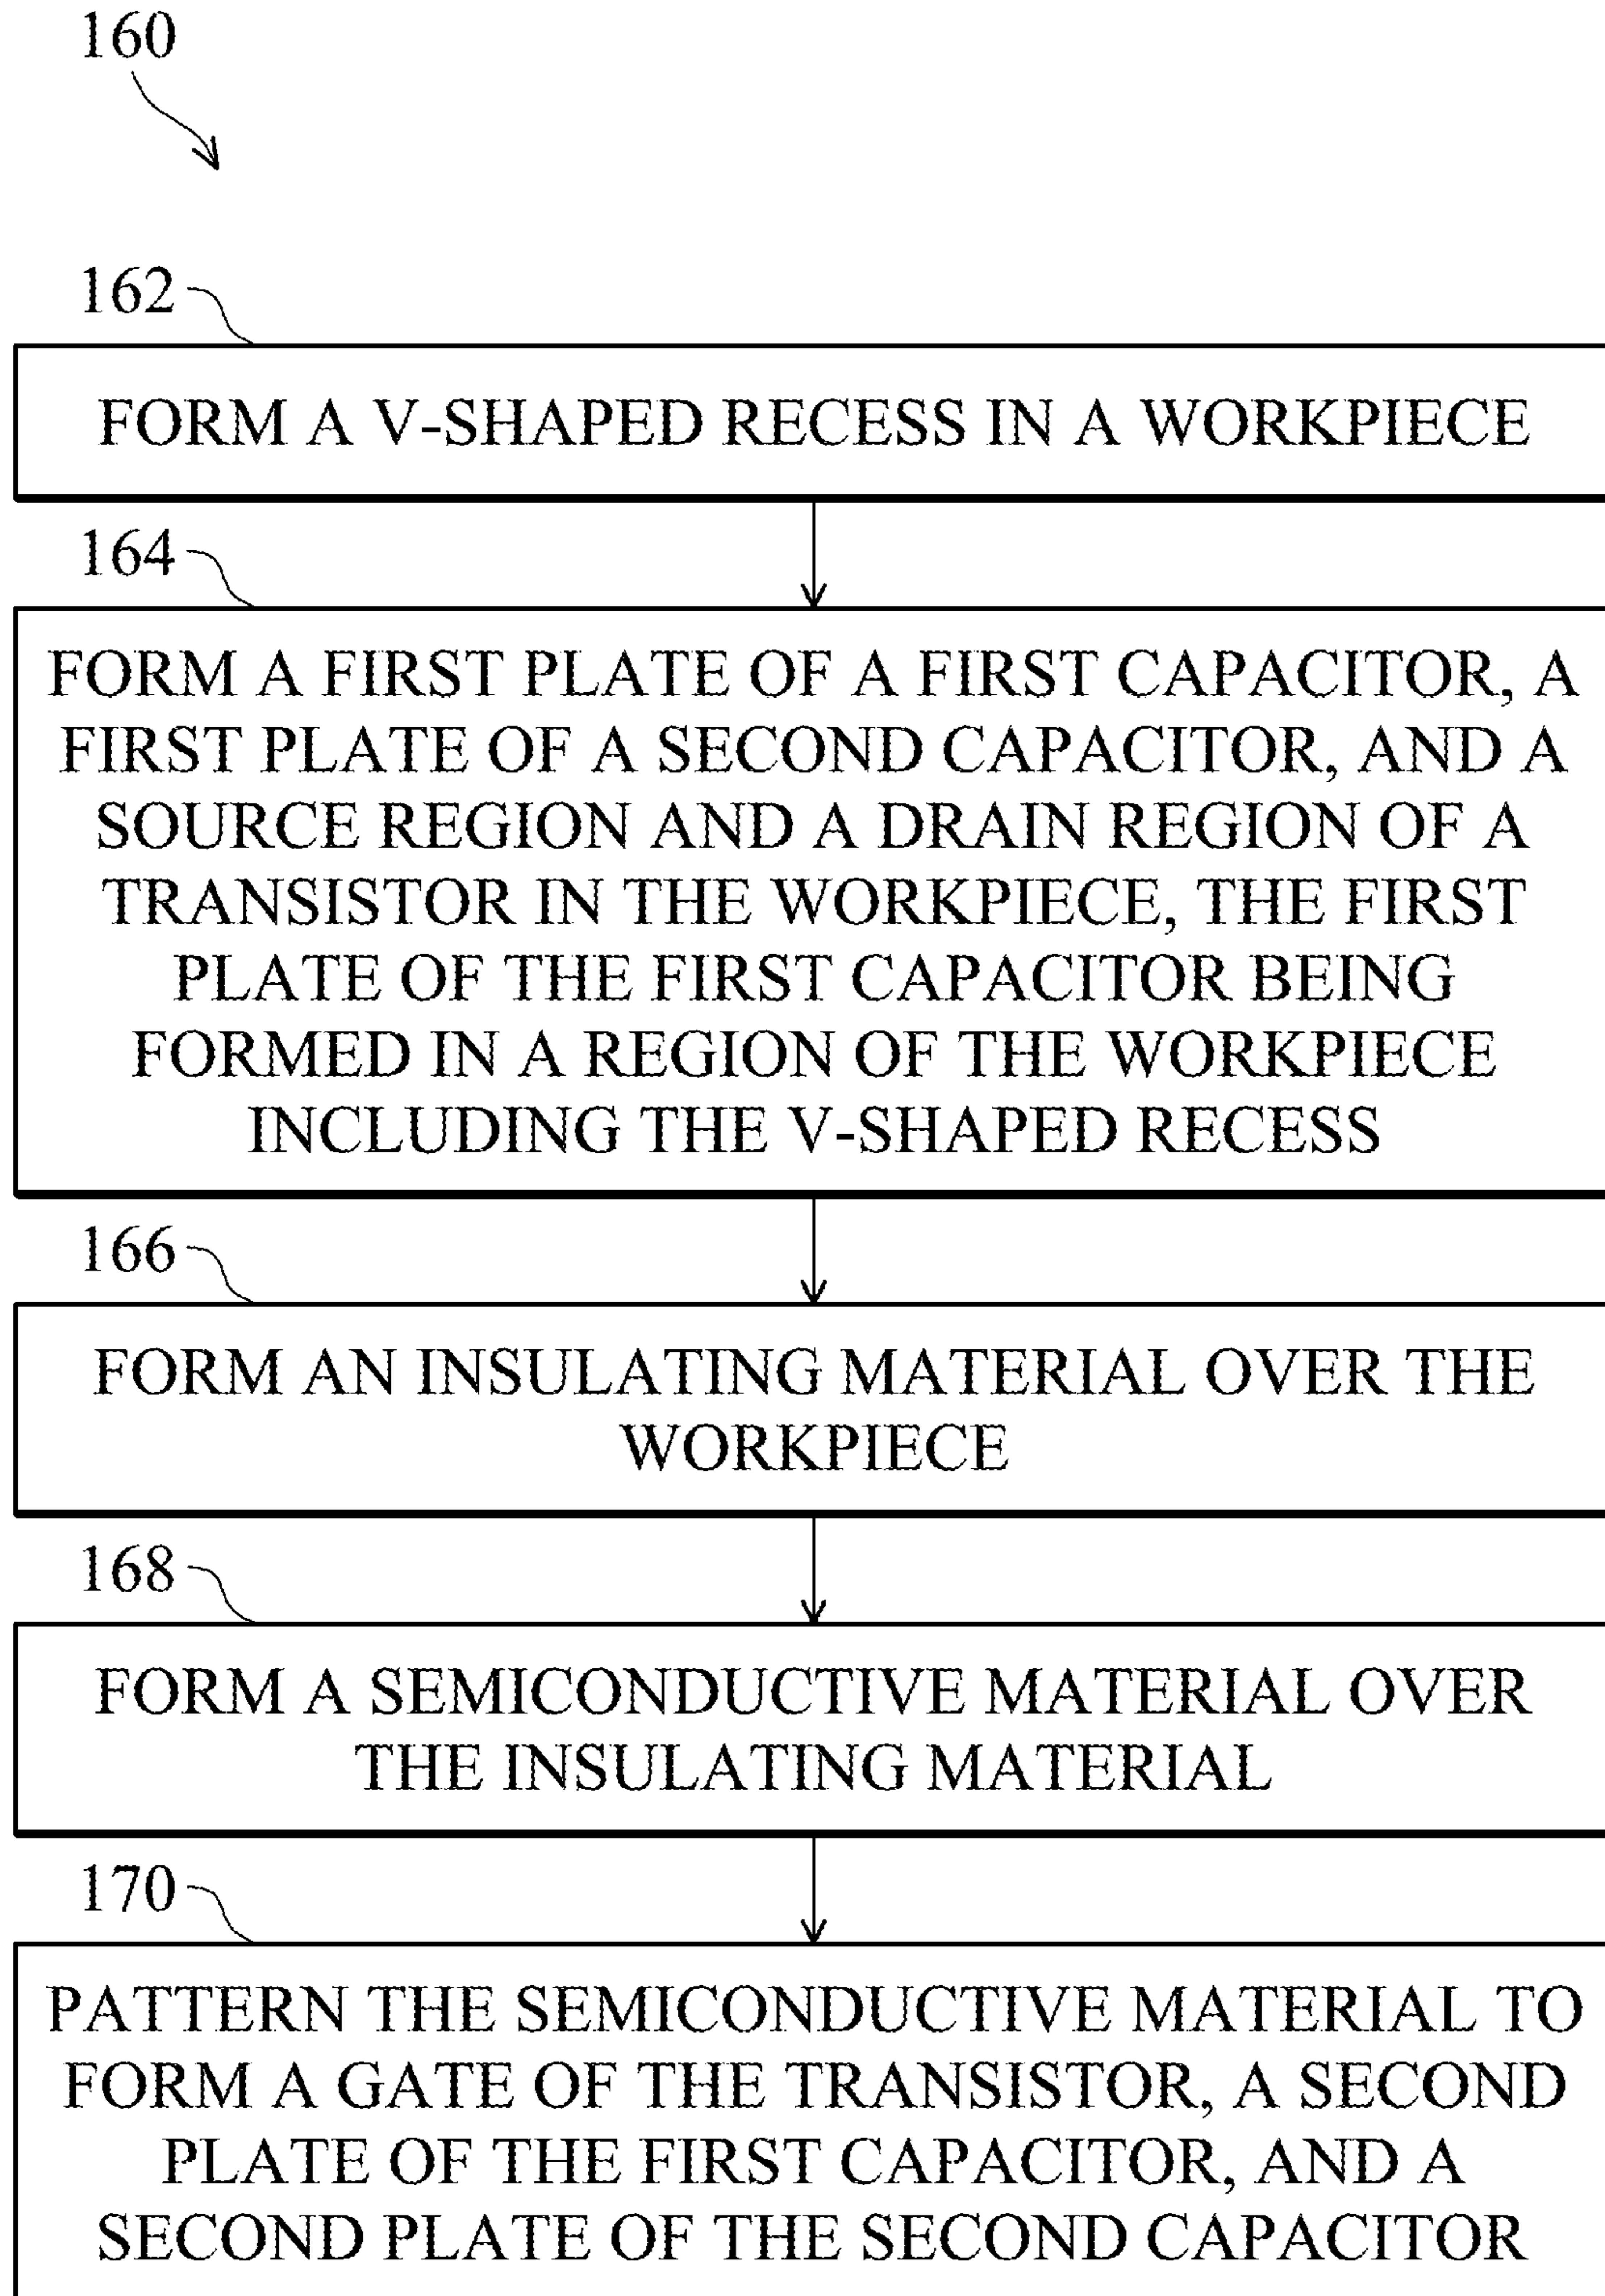 160
162
FORM A V-SHAPED RECESS IN A WORKPIECE
164
FORM A FIRST PLATE OF A FIRST CAPACITOR, A
FIRST PLATE OF A SECOND CAPACITOR, AND A
SOURCE REGION AND A DRAIN REGION OF A
TRANSISTOR IN THE WORKPIECE, THE FIRST
PLATE OF THE FIRST CAPACITOR BEING
FORMED IN A REGION OF THE WORKPIECE
INCLUDING THE V-SHAPED RECESS
166
FORM AN INSULATING MATERIAL OVER THE
WORKPIECE
168
FORM A SEMICONDUCTIVE MATERIAL OVER
THE INSULATING MATERIAL
170
PATTERN THE SEMICONDUCTIVE MATERIAL TO
FORM A GATE OF THE TRANSISTOR, A SECOND
PLATE OF THE FIRST CAPACITOR, AND A
SECOND PLATE OF THE SECOND CAPACITOR